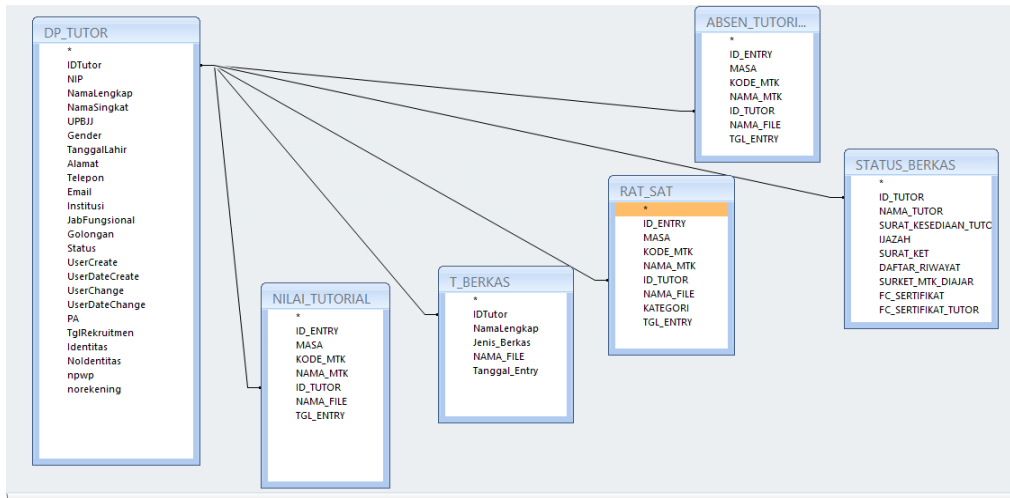 DP_TUTOR
*
IDTutor
NIP
NamaLengkap
NamaSingkat
UPBJJ
Gender
TanggalLahir
Alamat
Telepon
Email
Institusi
JabFungsional
Golongan
Status
UserCreate
UserDateCreate
UserChange
UserDateChange
PA
TglRekruitmen
Identitas
NoIdentitas
npwp
norekening
NILAI_TUTORIAL
*
ID_ENTRY
MASA
KODE_MTK
NAMA_MTK
ID_TUTOR
NAMA_FILE
TGL_ENTRY
T_BERKAS
*
IDTutor
NamaLengkap
Jenis_Berkas
NAMA_FILE
Tanggal_Entry
RAT_SAT
*
ID_ENTRY
MASA
KODE_MTK
NAMA_MTK
ID_TUTOR
NAMA_FILE
KATEGORI
TGL_ENTRY
ABSEN_TUTORI...
*
ID_ENTRY
MASA
KODE_MTK
NAMA_MTK
ID_TUTOR
NAMA_FILE
TGL_ENTRY
STATUS_BERKAS
*
ID_TUTOR
NAMA_TUTOR
SURAT_KESEDIAAN_TUTO
IJAZAH
SURAT_KET
DAFTAR_RIWAYAT
SURKET_MTK_DIAJAR
FC_SERTIFIKAT
FC_SERTIFIKAT_TUTOR